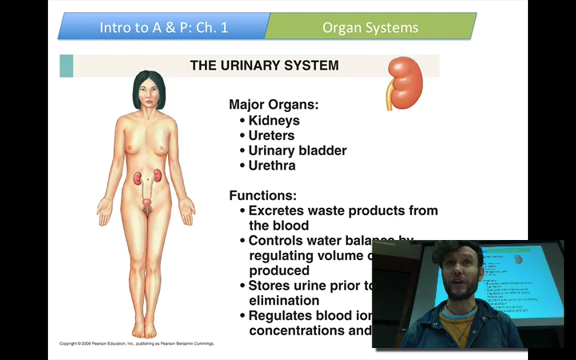 Intro to A & P: Ch. 1
Organ Systems
THE URINARY SYSTEM
Major Organs:
• Kidneys
• Ureters
• Urinary bladder
• Urethra
Functions:
• Excretes waste products from
the blood
• Controls water balance by
regulating volume
produced
• Stores urine prior to
elimination
• Regulates blood ion
concentrations and
Copyright © 2009 Pearson Education, Inc., publishing as Pearson Benjamin Cummings.